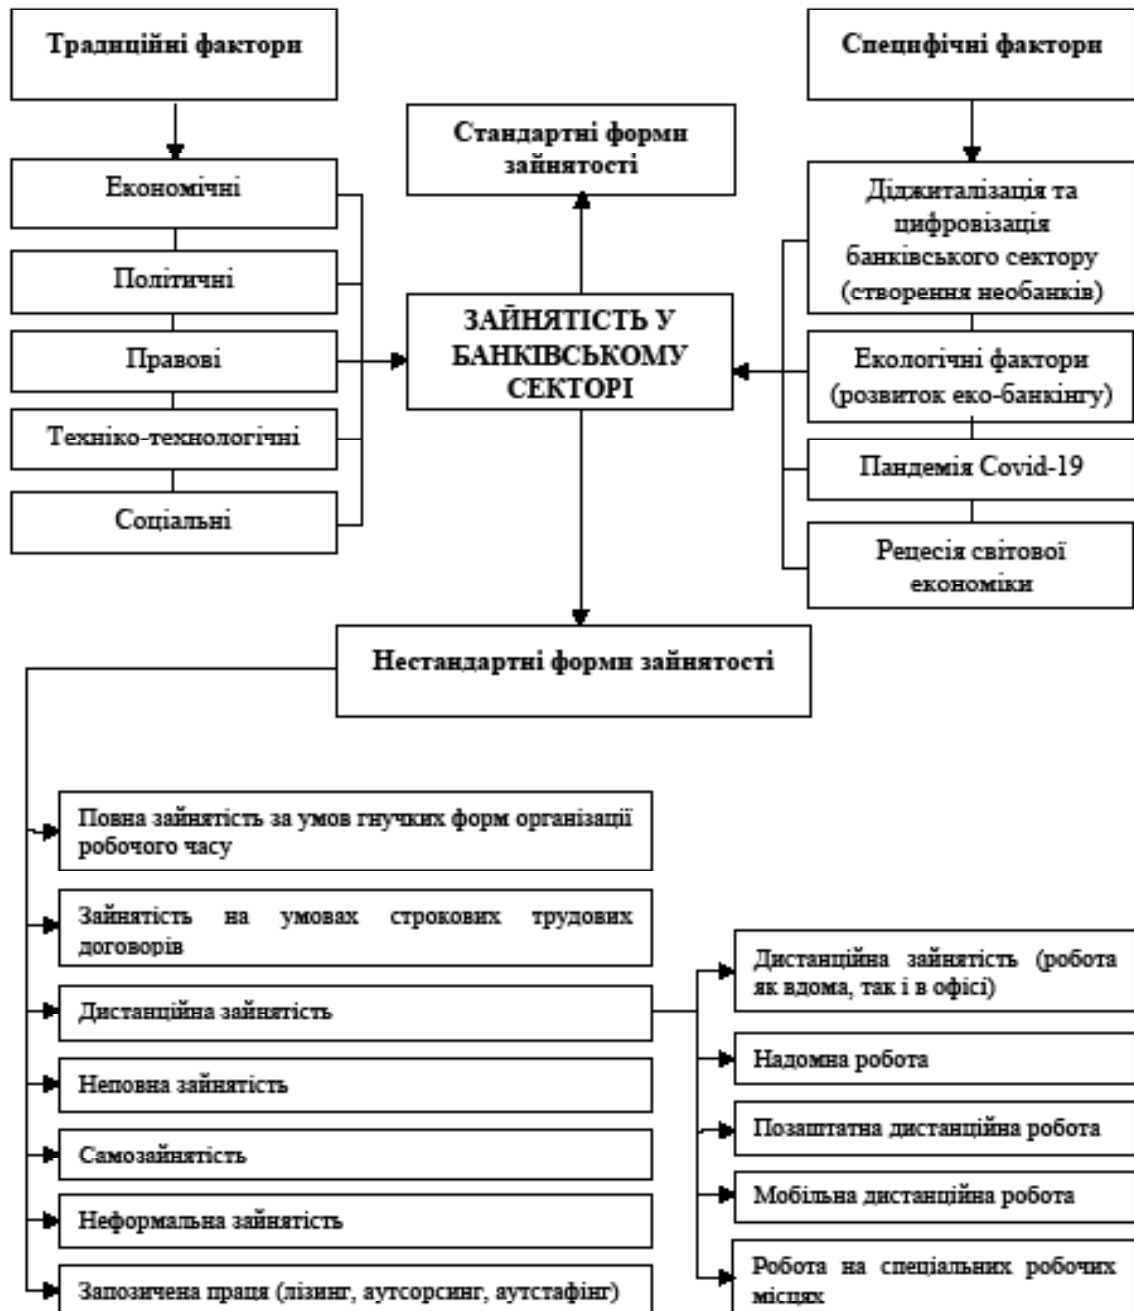 Традиційні фактори
Економічні
Політичні
Правові
Техніко-технологічні
Соціальні
Стандартні форми
зайнятості
ЗАЙНЯТІСТЬ У
БАНКІВСЬКОМУ
СЕКТОРІ
Специфічні фактори
Діджиталізація та
цифровізація
банківського сектору
(створення необанків)
Екологічні фактори
(розвиток еко-банкінгу)
Пандемія Covid-19
Рецесія світової
економіки
Нестандартні форми зайнятості
Повна зайнятість за умов гнучких форм організації
робочого часу
Зайнятість на умовах строкових трудових
договорів
Дистанційна зайнятість
Неповна зайнятість
Самозайнятість
Неформальна зайнятість
Запозичена праця (лізинг, аутсорсинг, аутстафінг)
Дистанційна зайнятість (робота
як вдома, так і в офісі)
Надомна робота
Позаштатна дистанційна робота
Мобільна дистанційна робота
Робота на спеціальних робочих
місцях